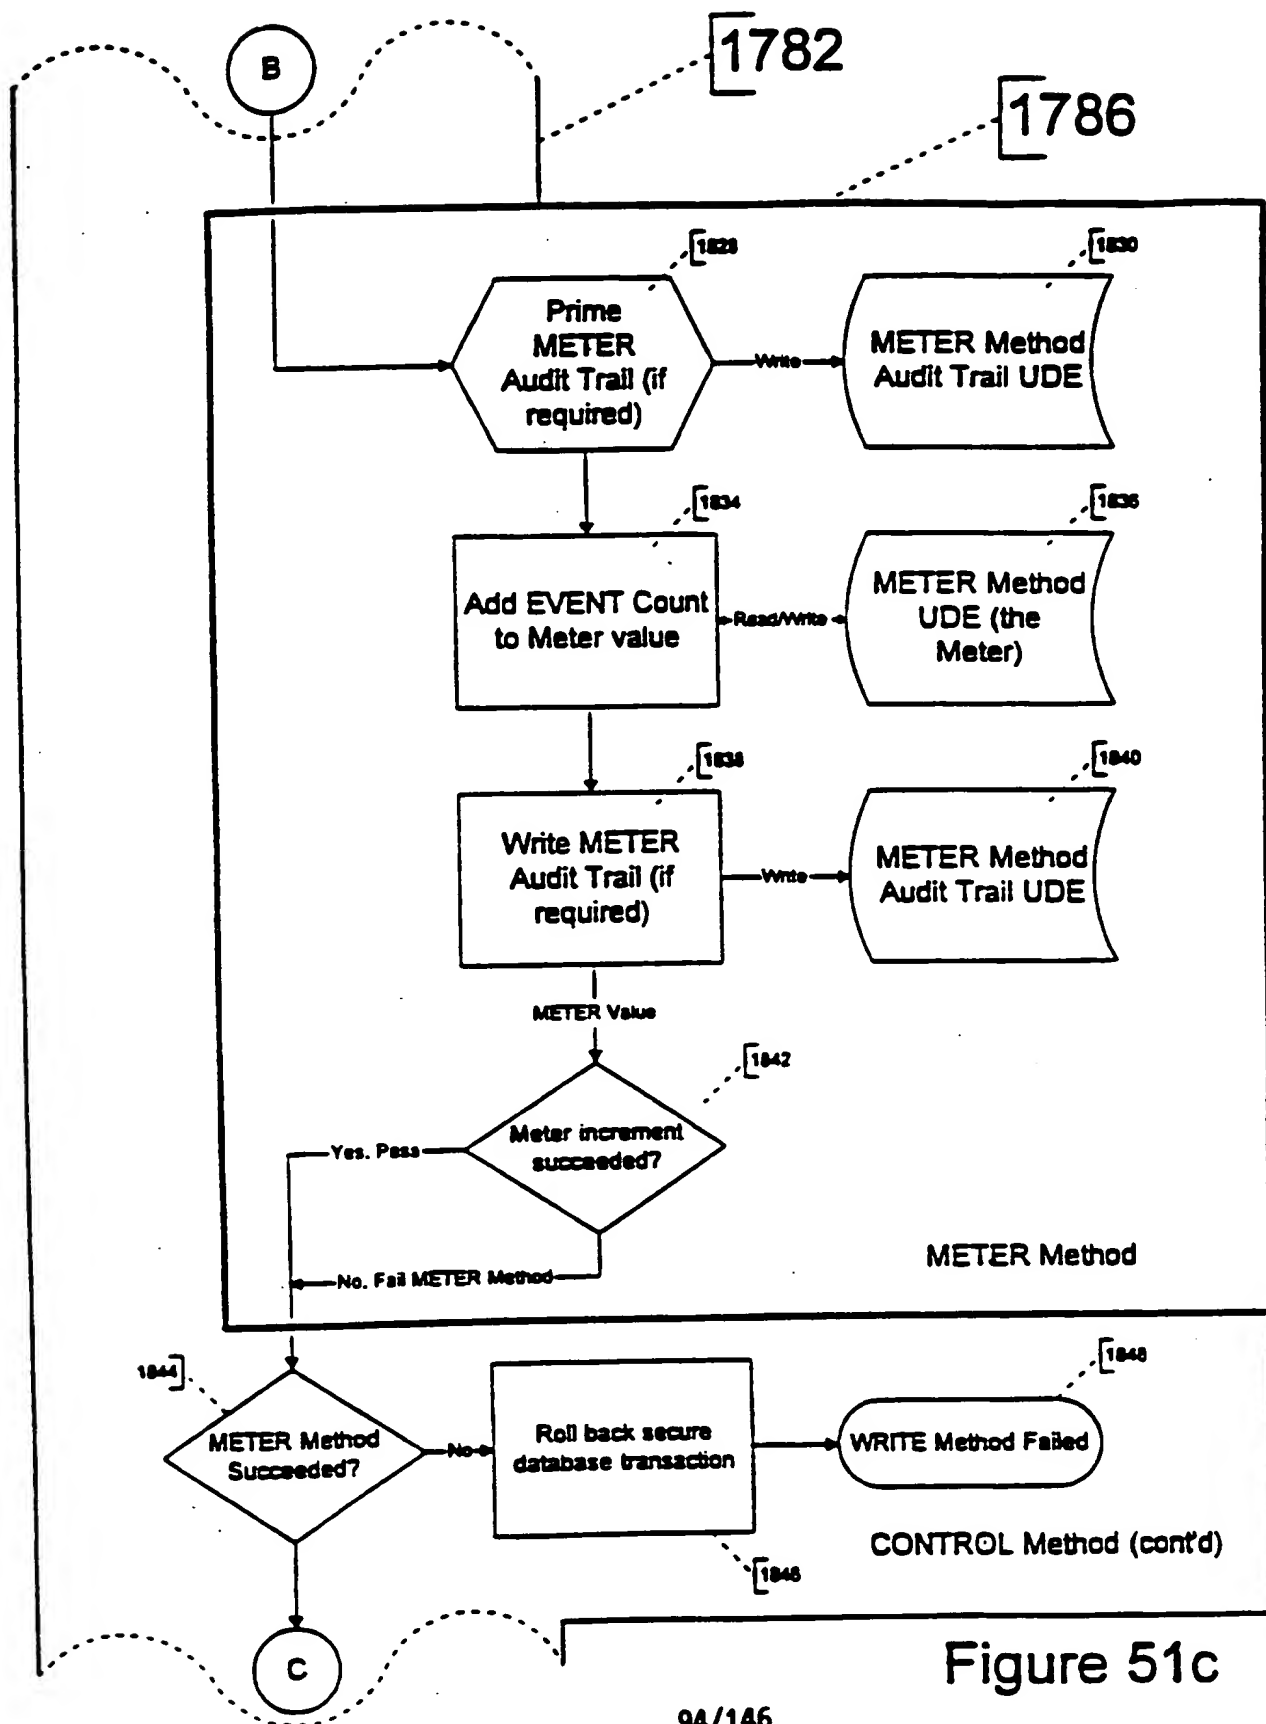 B
1782
1786
1828
1830
Prime
METER
Audit Trail (if
required)
Write
METER Method
Audit Trail UDE
1834
1836
Add EVENT Count
to Meter value
Read/Write
METER Method
UDE (the
Meter)
1838
1840
Write METER
Audit Trail (if
required)
Write
METER Method
Audit Trail UDE
METER Value
1842
Meter increment
succeeded?
Yes. Pass
No. Fail METER Method
METER Method
1844
1848
METER Method
Succeeded?
No
Roll back secure
database transaction
WRITE Method Failed
1846
CONTROL Method (cont'd)
C
Figure 51c
94/146